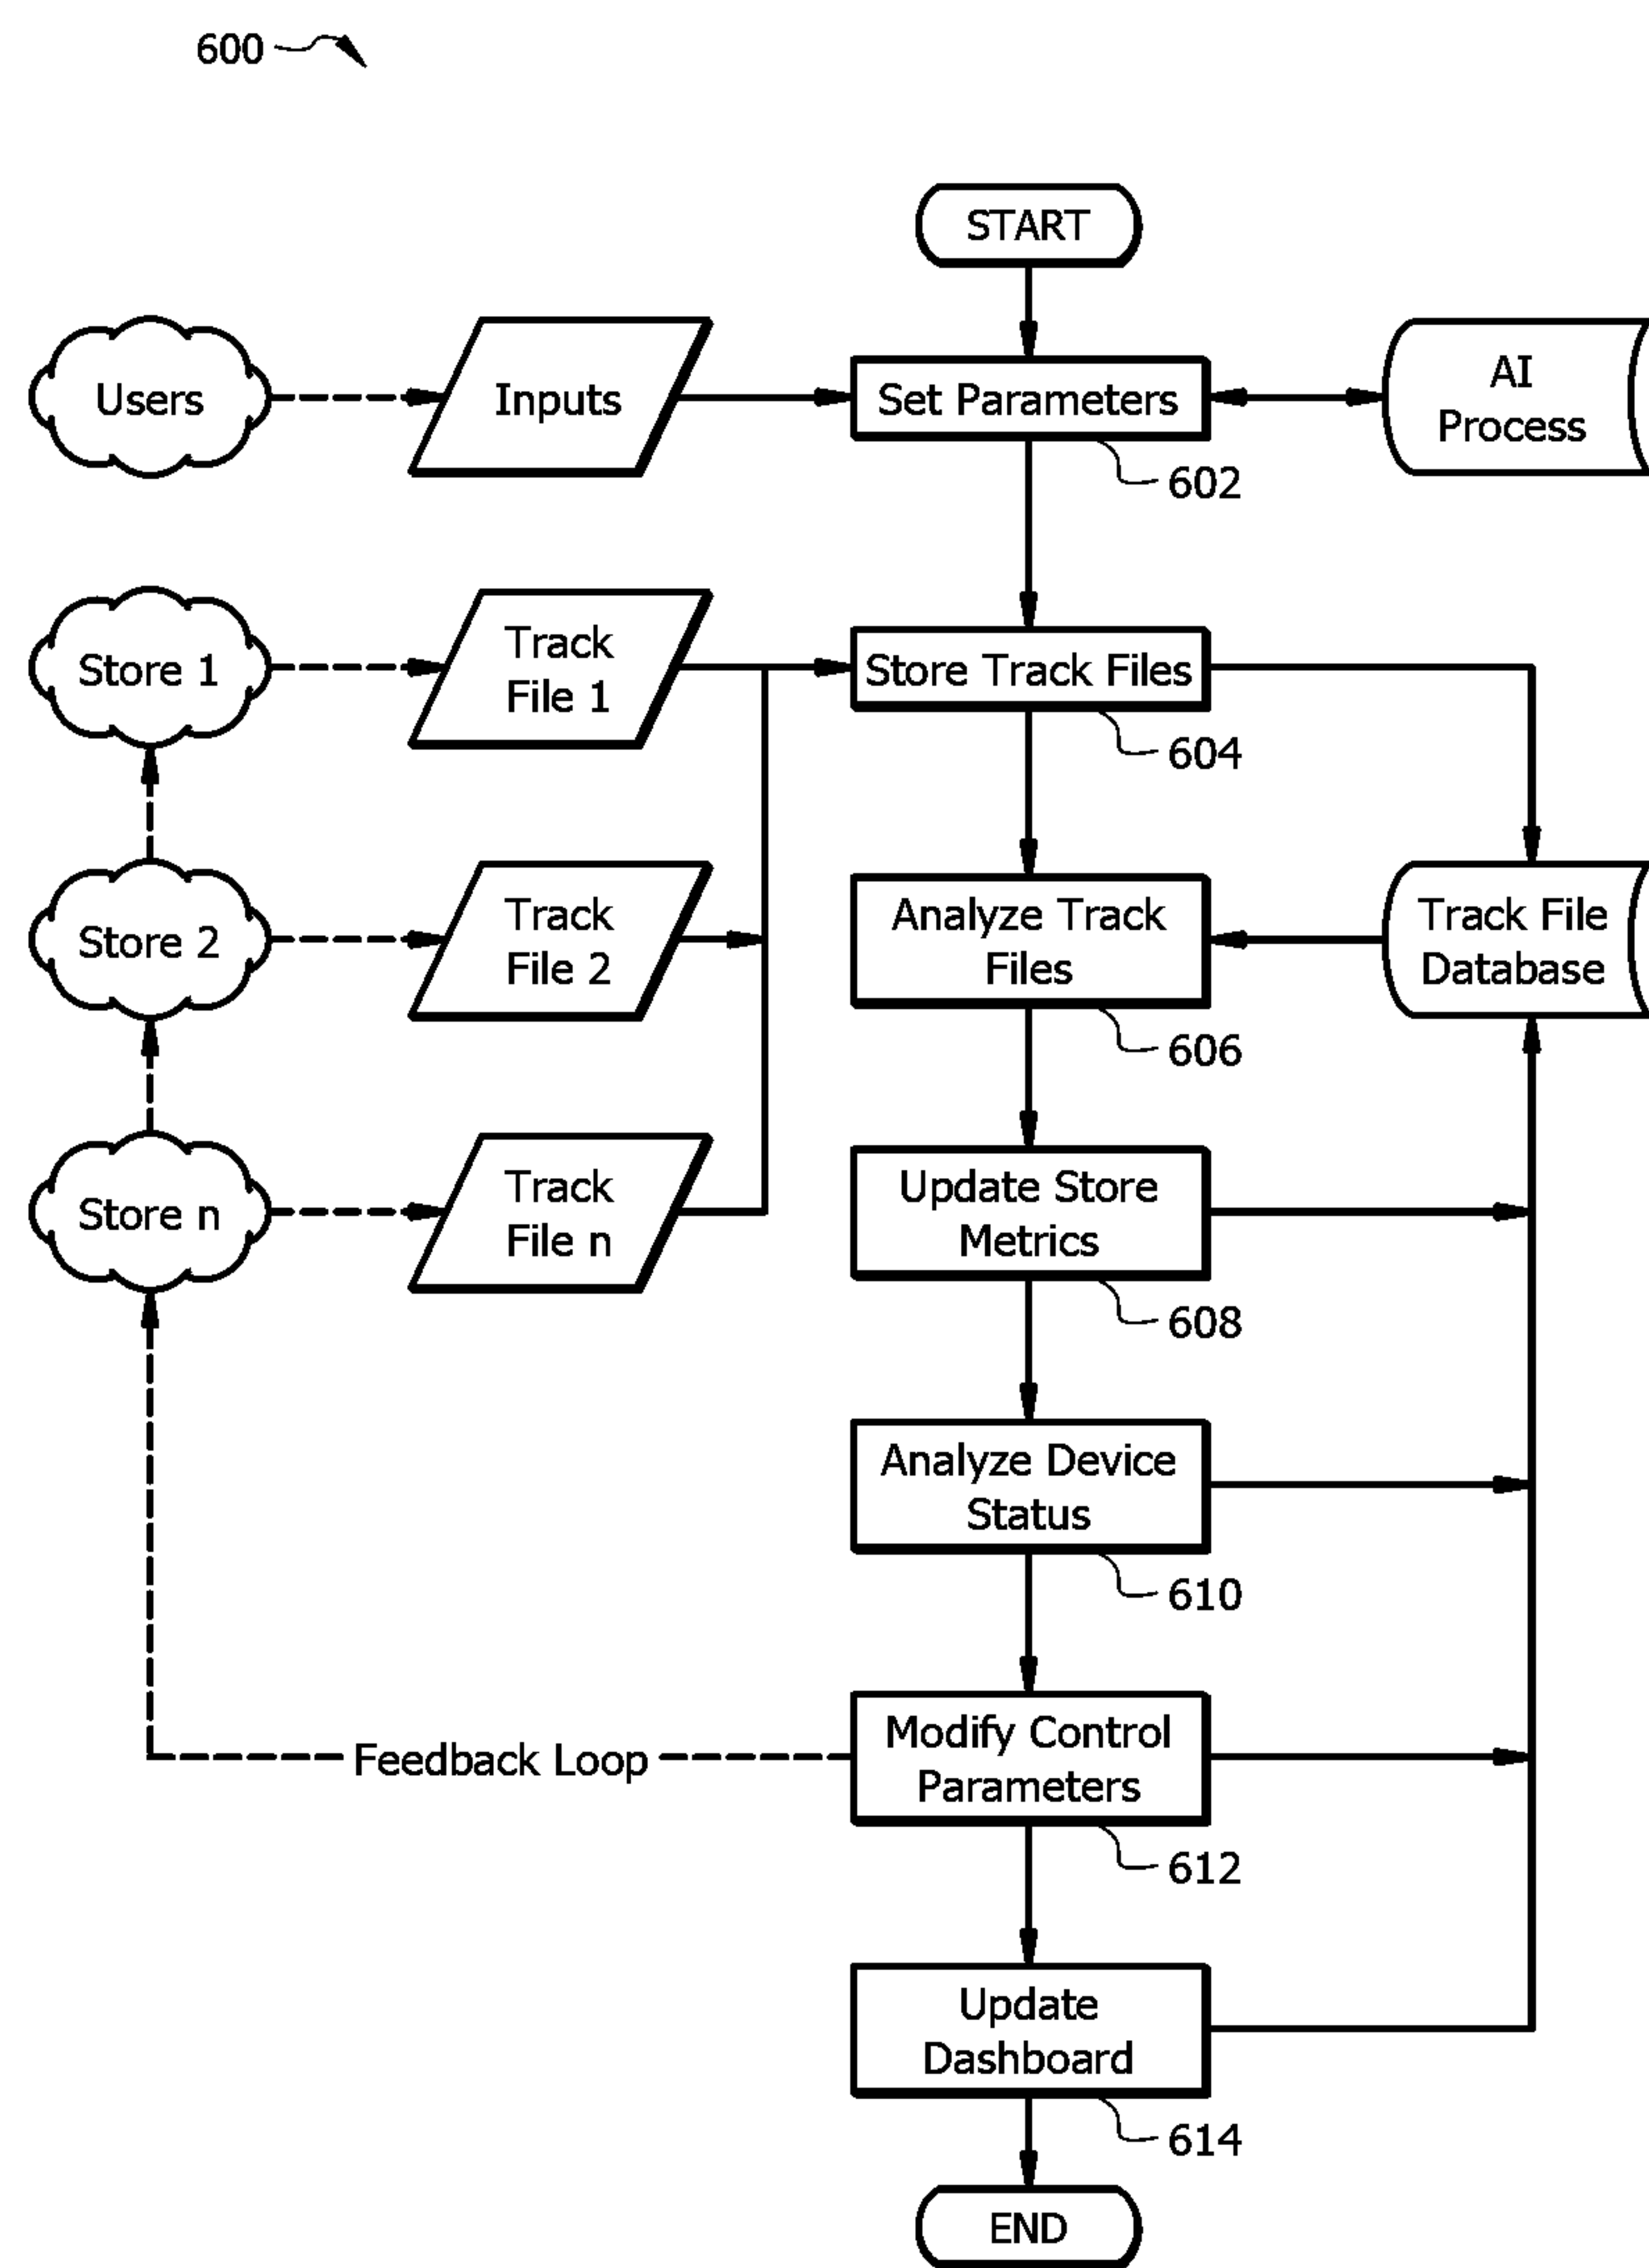 600
START
Users
Inputs
Set Parameters
AI
Process
602
Store 1
Track
File 1
Store Track Files
604
Store 2
Track
File 2
Analyze Track
Files
Track File
Database
606
Store n
Track
File n
Update Store
Metrics
608
Analyze Device
Status
610
Feedback Loop
Modify Control
Parameters
612
Update
Dashboard
614
END